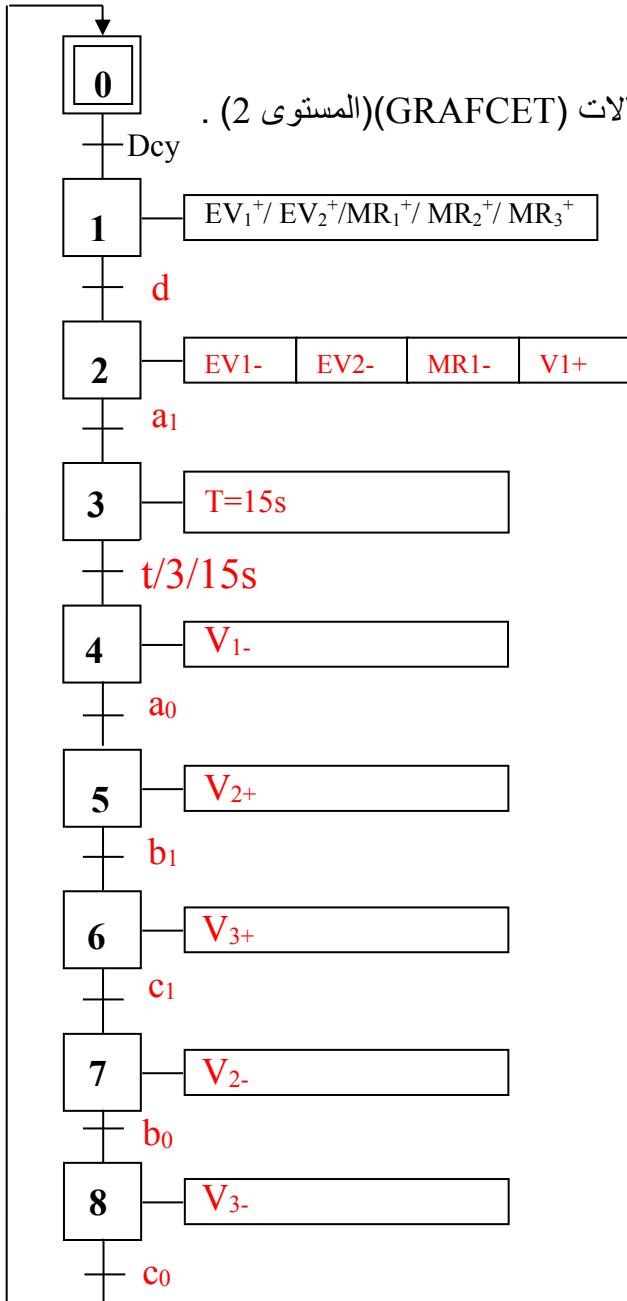 0
الات (GRAFCET)(المستوى 2) .
Dcy
1 EV₁⁺/ EV₂⁺/MR₁⁺/ MR₂⁺/ MR₃⁺
d
2 EV1- EV2- MR1- V1+
a₁
3 T=15s
t/3/15s
4 V₁₋
a₀
5 V₂₊
b₁
6 V₃₊
c₁
7 V₂₋
b₀
8 V₃₋
c₀